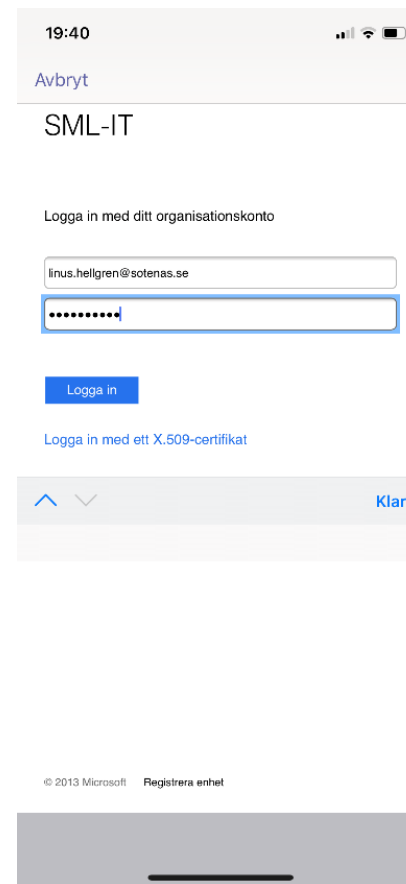 19:40
Avbryt
SML-IT
Logga in med ditt organisationskonto
linus.hellgren@sotenas.se
••••••••••
Logga in
Logga in med ett X.509-certifikat
Klar
© 2013 Microsoft Registrera enhet